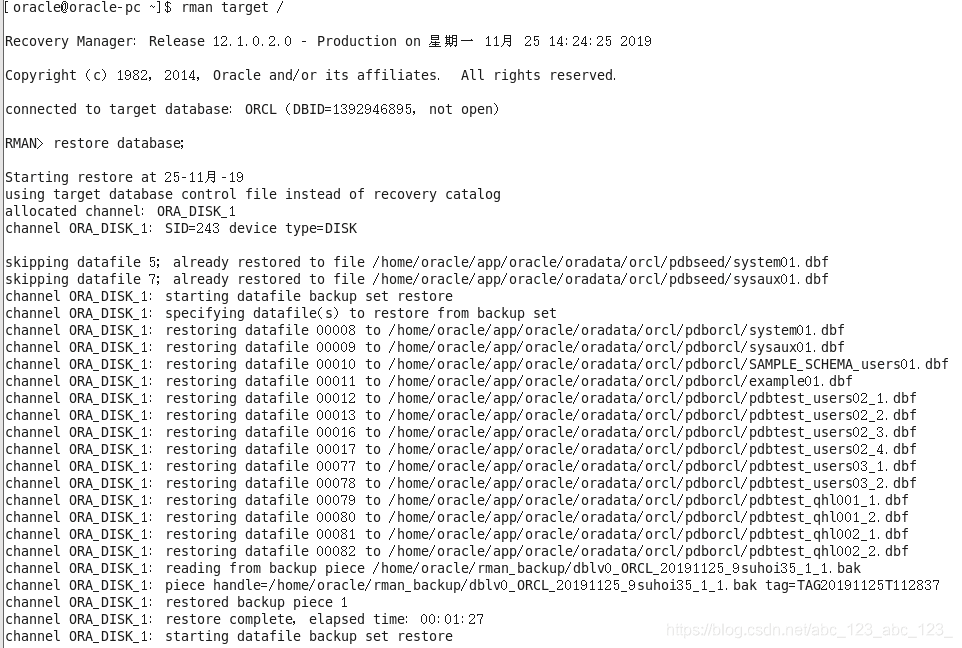 [oracle@oracle-pc ~]$ rman target /
Recovery Manager: Release 12.1.0.2.0 - Production on 星期一 11月 25 14:24:25 2019
Copyright (c) 1982, 2014, Oracle and/or its affiliates.  All rights reserved.
connected to target database: ORCL (DBID=1392946895, not open)
RMAN> restore database;
Starting restore at 25-11月-19
using target database control file instead of recovery catalog
allocated channel: ORA_DISK_1
channel ORA_DISK_1: SID=243 device type=DISK
skipping datafile 5; already restored to file /home/oracle/app/oracle/oradata/orcl/pdbseed/system01.dbf
skipping datafile 7; already restored to file /home/oracle/app/oracle/oradata/orcl/pdbseed/sysaux01.dbf
channel ORA_DISK_1: starting datafile backup set restore
channel ORA_DISK_1: specifying datafile(s) to restore from backup set
channel ORA_DISK_1: restoring datafile 00008 to /home/oracle/app/oracle/oradata/orcl/pdborcl/system01.dbf
channel ORA_DISK_1: restoring datafile 00009 to /home/oracle/app/oracle/oradata/orcl/pdborcl/sysaux01.dbf
channel ORA_DISK_1: restoring datafile 00010 to /home/oracle/app/oracle/oradata/orcl/pdborcl/SAMPLE_SCHEMA_users01.dbf
channel ORA_DISK_1: restoring datafile 00011 to /home/oracle/app/oracle/oradata/orcl/pdborcl/example01.dbf
channel ORA_DISK_1: restoring datafile 00012 to /home/oracle/app/oracle/oradata/orcl/pdborcl/pdbtest_users02_1.dbf
channel ORA_DISK_1: restoring datafile 00013 to /home/oracle/app/oracle/oradata/orcl/pdborcl/pdbtest_users02_2.dbf
channel ORA_DISK_1: restoring datafile 00016 to /home/oracle/app/oracle/oradata/orcl/pdborcl/pdbtest_users02_3.dbf
channel ORA_DISK_1: restoring datafile 00017 to /home/oracle/app/oracle/oradata/orcl/pdborcl/pdbtest_users02_4.dbf
channel ORA_DISK_1: restoring datafile 00077 to /home/oracle/app/oracle/oradata/orcl/pdborcl/pdbtest_users03_1.dbf
channel ORA_DISK_1: restoring datafile 00078 to /home/oracle/app/oracle/oradata/orcl/pdborcl/pdbtest_users03_2.dbf
channel ORA_DISK_1: restoring datafile 00079 to /home/oracle/app/oracle/oradata/orcl/pdborcl/pdbtest_qhl001_1.dbf
channel ORA_DISK_1: restoring datafile 00080 to /home/oracle/app/oracle/oradata/orcl/pdborcl/pdbtest_qhl001_2.dbf
channel ORA_DISK_1: restoring datafile 00081 to /home/oracle/app/oracle/oradata/orcl/pdborcl/pdbtest_qhl002_1.dbf
channel ORA_DISK_1: restoring datafile 00082 to /home/oracle/app/oracle/oradata/orcl/pdborcl/pdbtest_qhl002_2.dbf
channel ORA_DISK_1: reading from backup piece /home/oracle/rman_backup/dblv0_ORCL_20191125_9suhoi35_1_1.bak
channel ORA_DISK_1: piece handle=/home/oracle/rman_backup/dblv0_ORCL_20191125_9suhoi35_1_1.bak tag=TAG20191125T112837
channel ORA_DISK_1: restored backup piece 1
channel ORA_DISK_1: restore complete, elapsed time: 00:01:27
channel ORA_DISK_1: starting datafile backup set restore
https://blog.csdn.net/abc_123_abc_123_